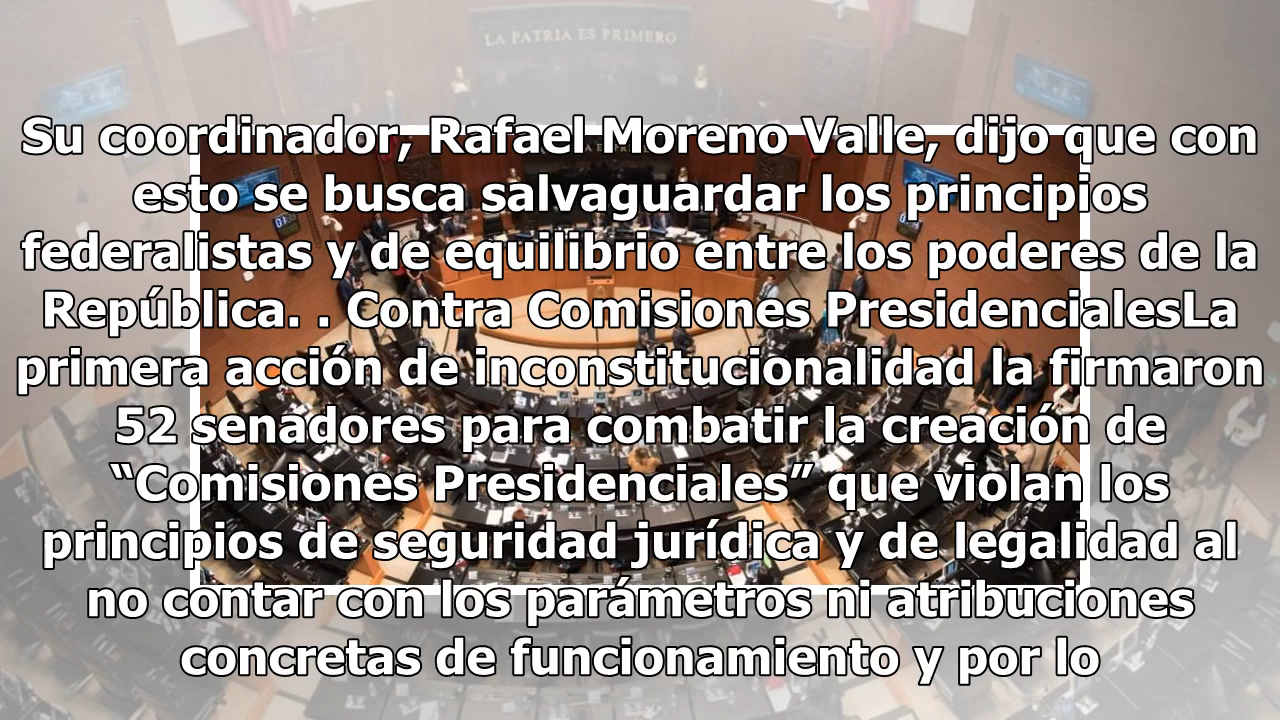 LA PATRIA ES PRIMERO
Su coordinador, Rafael Moreno Valle, dijo que con
esto se busca salvaguardar los principios
federalistas y de equilibrio entre los poderes de la
República. . Contra Comisiones PresidencialesLa
primera acción de inconstitucionalidad la firmaron
52 senadores para combatir la creación de
“Comisiones Presidenciales” que violan los
principios de seguridad jurídica y de legalidad al
no contar con los parámetros ni atribuciones
concretas de funcionamiento y por lo